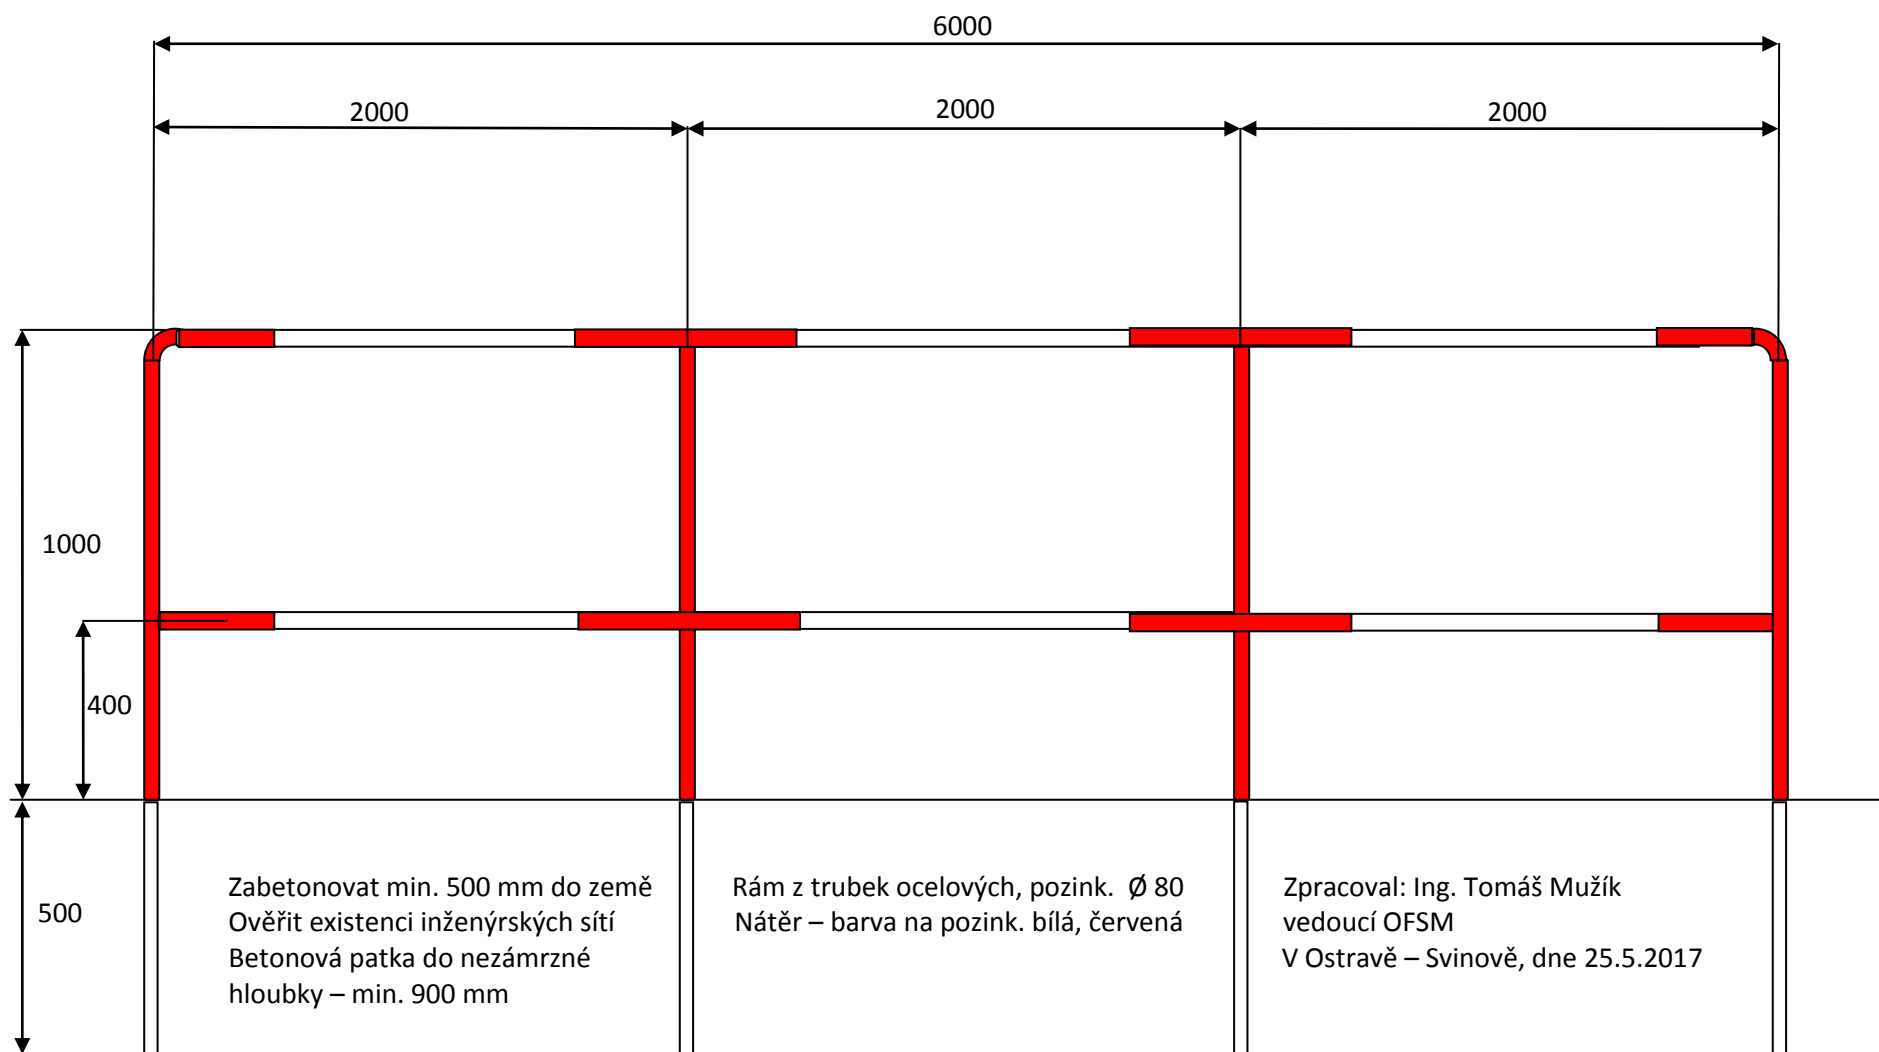 6000
2000
2000
2000
1000
400
500
Zabetonovat min. 500 mm do země
Ověřit existenci inženýrských sítí
Betonová patka do nezámrzné
hloubky – min. 900 mm
Rám z trubek ocelových, pozink. Ø 80
Nátěr – barva na pozink. bílá, červená
Zpracoval: Ing. Tomáš Mužík
vedoucí OFSM
V Ostravě – Svinově, dne 25.5.2017